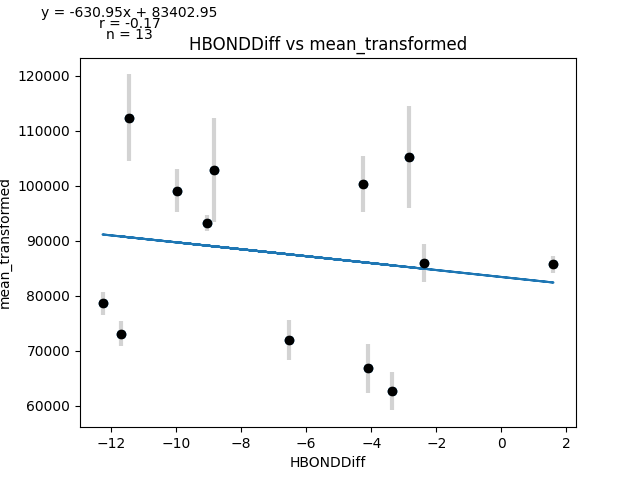 y = -630.95x + 83402.95
r = -0.17
n = 13
HBONDDiff vs mean_transformed
120000
110000
100000
90000
80000
70000
60000
mean_transformed
−12
−10
−8
−6
−4
−2
0
2
HBONDDiff